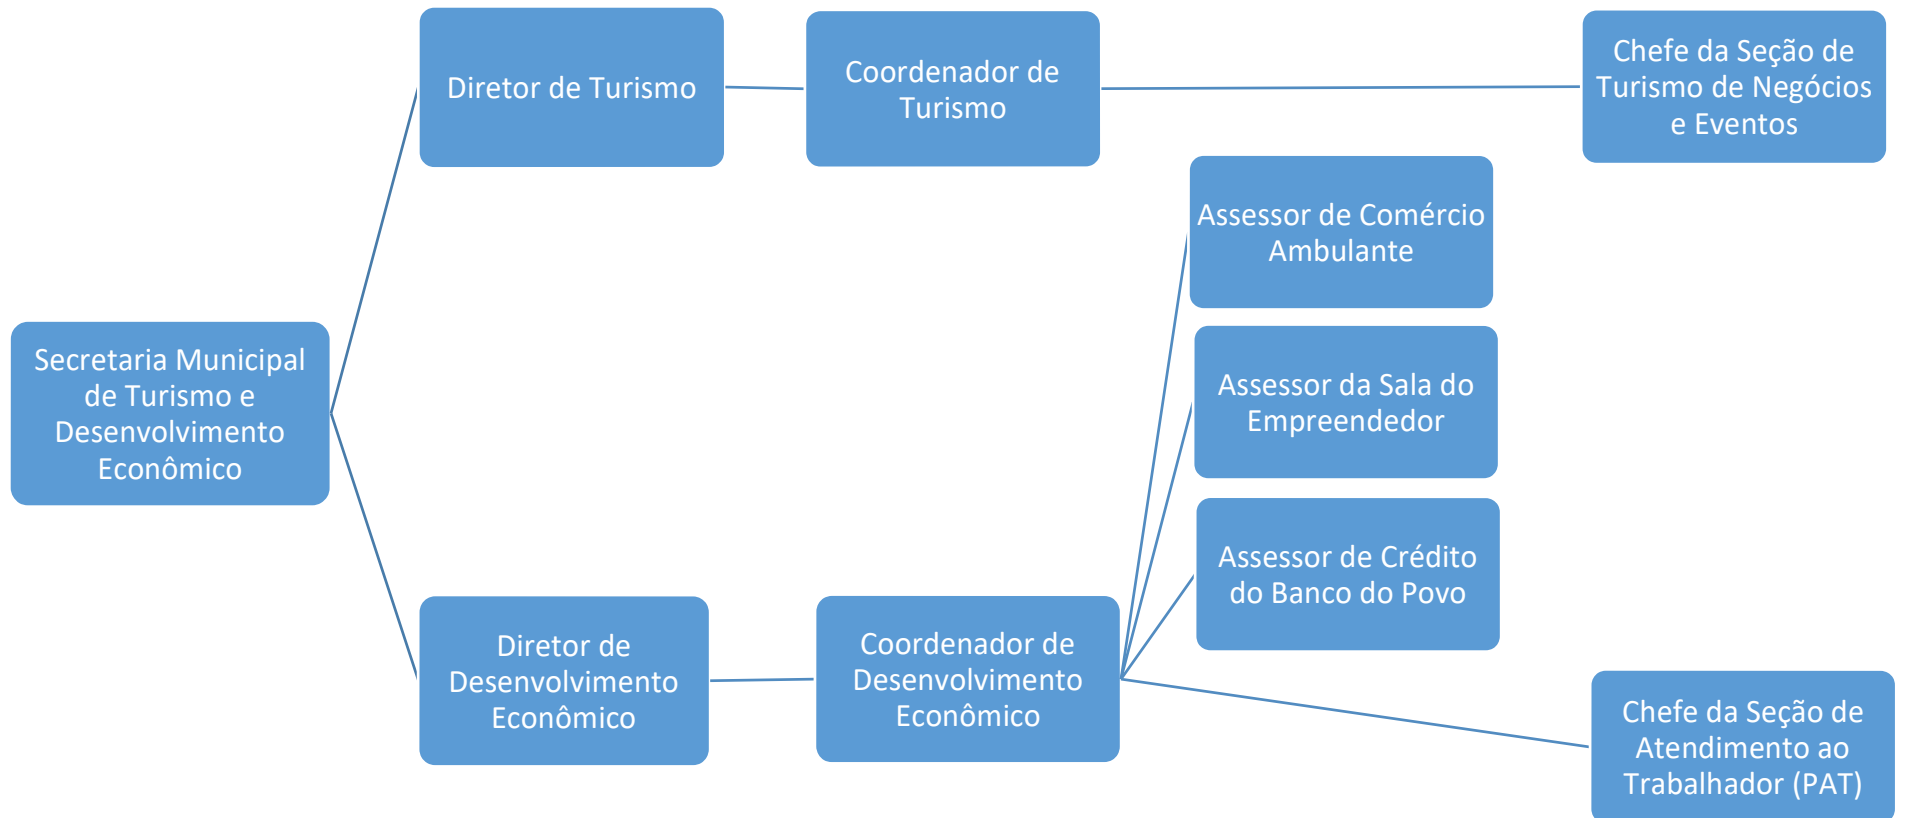 Diretor de Turismo
Coordenador de
Turismo
Chefe da Seção de
Turismo de Negócios
e Eventos
Assessor de Comércio
Ambulante
Secretaria Municipal
de Turismo e
Desenvolvimento
Econômico
Assessor da Sala do
Empreendedor
Assessor de Crédito
do Banco do Povo
Diretor de
Desenvolvimento
Econômico
Coordenador de
Desenvolvimento
Econômico
Chefe da Seção de
Atendimento ao
Trabalhador (PAT)